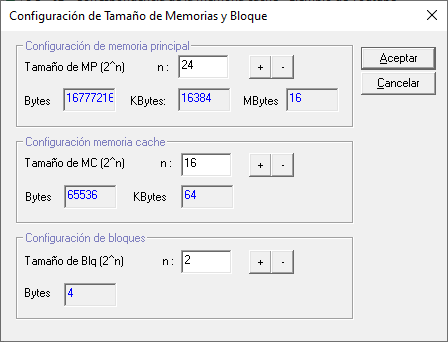 Configuración de Tamaño de Memorias y Bloque
Configuración de memoria principal
Tamaño de MP (2^n) n : 24 + -
Bytes 16777216 KBytes: 16384 MBytes 16
Aceptar
Cancelar
Configuración memoria cache
Tamaño de MC (2^n) n : 16 + -
Bytes 65536 KBytes 64
Configuración de bloques
Tamaño de Blq (2^n) n : 2 + -
Bytes 4